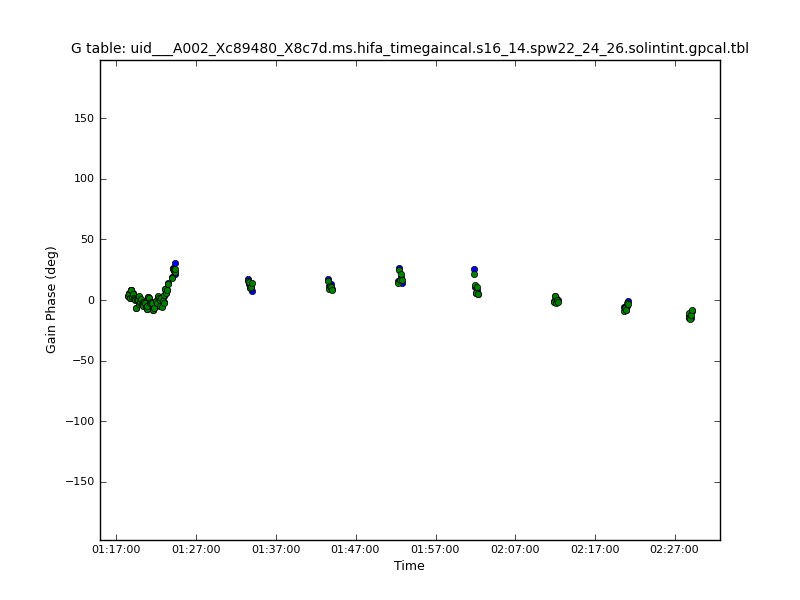 G table: uid___A002_Xc89480_X8c7d.ms.hifa_timegaincal.s16_14.spw22_24_26.solintint.gpcal.tbl
150
100
50
0
−50
−100
−150
Gain Phase (deg)
01:17:00 01:27:00 01:37:00 01:47:00 01:57:00 02:07:00 02:17:00 02:27:00
Time